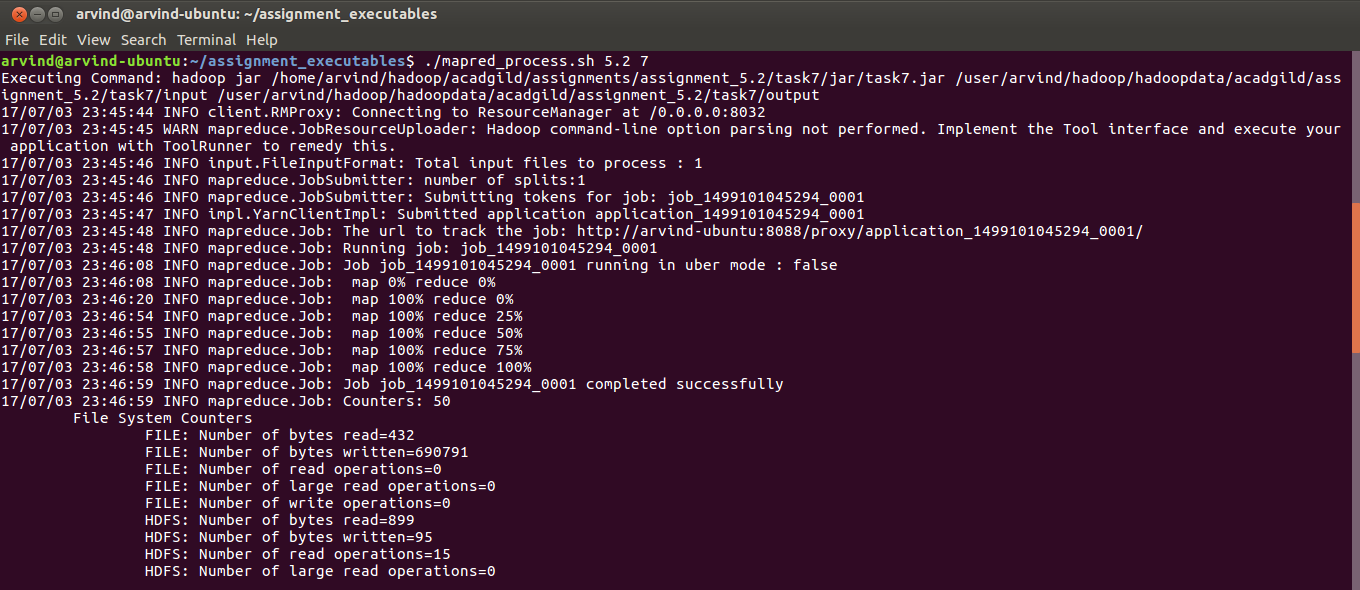 arvind@arvind-ubuntu: ~/assignment_executables
File Edit View Search Terminal Help
arvind@arvind-ubuntu:~/assignment_executables$ ./mapred_process.sh 5.2 7
Executing Command: hadoop jar /home/arvind/hadoop/acadgild/assignments/assignment_5.2/task7/jar/task7.jar /user/arvind/hadoop/hadoopdata/acadgild/ass
ignment_5.2/task7/input /user/arvind/hadoop/hadoopdata/acadgild/assignment_5.2/task7/output
17/07/03 23:45:44 INFO client.RMProxy: Connecting to ResourceManager at /0.0.0.0:8032
17/07/03 23:45:45 WARN mapreduce.JobResourceUploader: Hadoop command-line option parsing not performed. Implement the Tool interface and execute your
 application with ToolRunner to remedy this.
17/07/03 23:45:46 INFO input.FileInputFormat: Total input files to process : 1
17/07/03 23:45:46 INFO mapreduce.JobSubmitter: number of splits:1
17/07/03 23:45:46 INFO mapreduce.JobSubmitter: Submitting tokens for job: job_1499101045294_0001
17/07/03 23:45:47 INFO impl.YarnClientImpl: Submitted application application_1499101045294_0001
17/07/03 23:45:48 INFO mapreduce.Job: The url to track the job: http://arvind-ubuntu:8088/proxy/application_1499101045294_0001/
17/07/03 23:45:48 INFO mapreduce.Job: Running job: job_1499101045294_0001
17/07/03 23:46:08 INFO mapreduce.Job: Job job_1499101045294_0001 running in uber mode : false
17/07/03 23:46:08 INFO mapreduce.Job:  map 0% reduce 0%
17/07/03 23:46:20 INFO mapreduce.Job:  map 100% reduce 0%
17/07/03 23:46:54 INFO mapreduce.Job:  map 100% reduce 25%
17/07/03 23:46:55 INFO mapreduce.Job:  map 100% reduce 50%
17/07/03 23:46:57 INFO mapreduce.Job:  map 100% reduce 75%
17/07/03 23:46:58 INFO mapreduce.Job:  map 100% reduce 100%
17/07/03 23:46:59 INFO mapreduce.Job: Job job_1499101045294_0001 completed successfully
17/07/03 23:46:59 INFO mapreduce.Job: Counters: 50
File System Counters
FILE: Number of bytes read=432
FILE: Number of bytes written=690791
FILE: Number of read operations=0
FILE: Number of large read operations=0
FILE: Number of write operations=0
HDFS: Number of bytes read=899
HDFS: Number of bytes written=95
HDFS: Number of read operations=15
HDFS: Number of large read operations=0